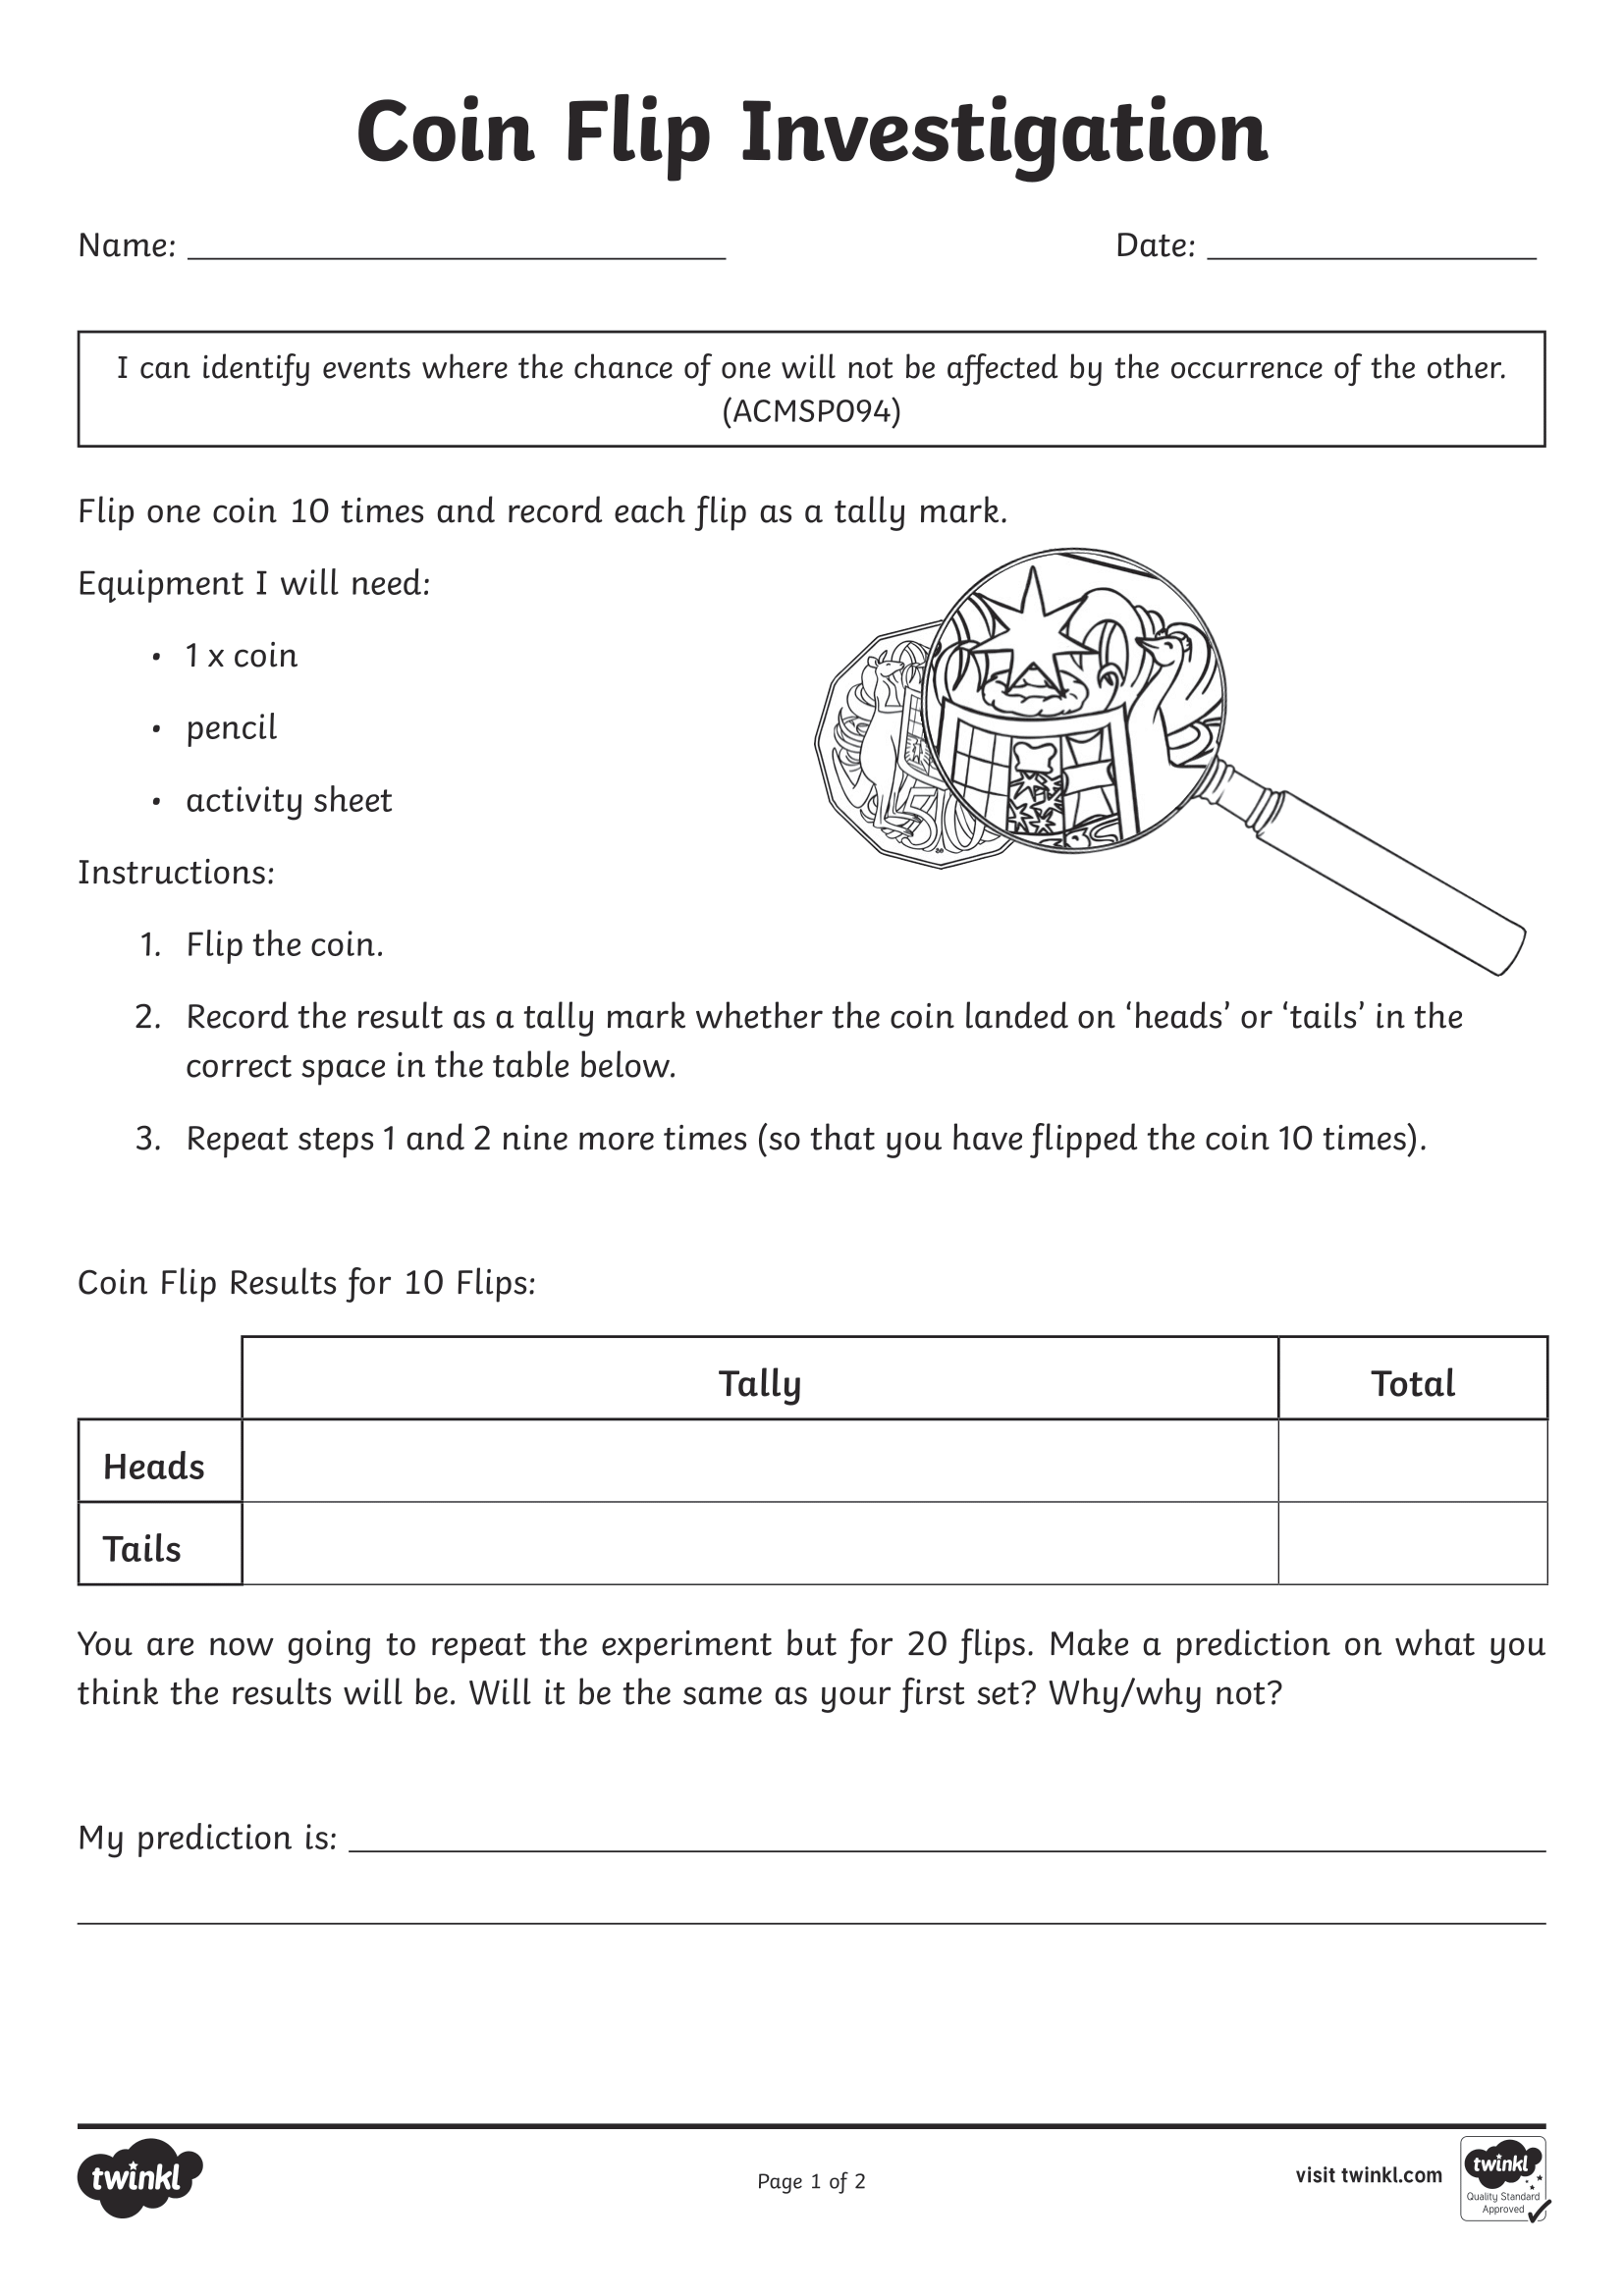 Coin Flip Investigation
Name: Date:
I can identify events where the chance of one will not be affected by the occurrence of the other.
(ACMSP094)
Flip one coin 10 times and record each flip as a tally mark.
Equipment I will need:
• 1 x coin
• pencil
• activity sheet
Instructions:
1. Flip the coin.
2. Record the result as a tally mark whether the coin landed on ‘heads’ or ‘tails’ in the
correct space in the table below.
3. Repeat steps 1 and 2 nine more times (so that you have flipped the coin 10 times).
Coin Flip Results for 10 Flips:
Tally Total
Heads
Tails
You are now going to repeat the experiment but for 20 flips. Make a prediction on what you
think the results will be. Will it be the same as your first set? Why/why not?
My prediction is:
twinkl
Page 1 of 2
visit twinkl.com
twinkl
Quality Standard
Approved